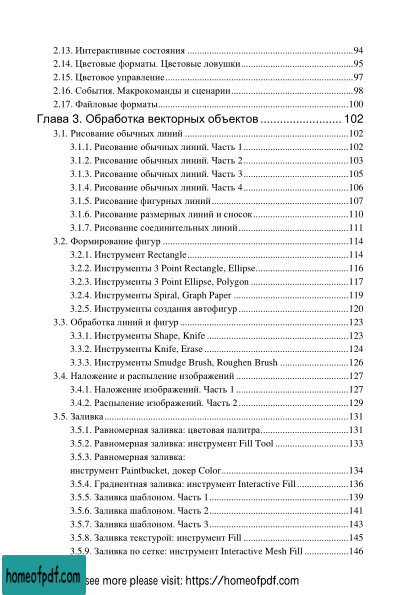 2.13. Интерактивные состояния ........................................................94
2.14. Цветовые форматы. Цветовые ловушки......................................95
2.15. Цветовое управление................................................................97
2.16. События. Макрокоманды и сценарии..........................................98
2.17. Файловые форматы.................................................................100
Глава 3. Обработка векторных объектов.......................... 102
3.1. Рисование обычных линий ........................................................102
3.1.1. Рисование обычных линий. Часть 1....................................102
3.1.2. Рисование обычных линий. Часть 2....................................103
3.1.3. Рисование обычных линий. Часть 3....................................105
3.1.4. Рисование обычных линий. Часть 4....................................106
3.1.5. Рисование фигурных линий...............................................107
3.1.6. Рисование размерных линий и сносок.................................110
3.1.7. Рисование соединительных линий......................................111
3.2. Формирование фигур ...............................................................114
3.2.1. Инструмент Rectangle.......................................................114
3.2.2. Инструменты 3 Point Rectangle, Ellipse................................116
3.2.3. Инструменты 3 Point Ellipse, Polygon ..................................117
3.2.4. Инструменты Spiral, Graph Paper .......................................119
3.2.5. Инструменты создания автофигур......................................120
3.3. Обработка линий и фигур.........................................................123
3.3.1. Инструменты Shape, Knife ................................................123
3.3.2. Инструменты Knife, Erase .................................................124
3.3.3. Инструменты Smudge Brush, Roughen Brush .......................126
3.4. Наложение и распыление изображений ......................................127
3.4.1. Наложение изображений. Часть 1 ......................................127
3.4.2. Распыление изображений. Часть 2......................................129
3.5. Заливка..................................................................................131
3.5.1. Равномерная заливка: цветовая палитра..............................131
3.5.2. Равномерная заливка: инструмент Fill Tool .........................133
3.5.3. Равномерная заливка:
инструмент Paintbucket, докер Color............................................134
3.5.4. Градиентная заливка: инструмент Interactive Fill..................136
3.5.5. Заливка шаблоном. Часть 1...............................................139
3.5.6. Заливка шаблоном. Часть 2...............................................141
3.5.7. Заливка шаблоном. Часть 3...............................................143
3.5.8. Заливка текстурой: инструмент Fill ....................................145
3.5.9. Заливка по сетке: инструмент Interactive Mesh Fill ................146
homeofpdf.com
see more please visit: https://homeofpdf.com